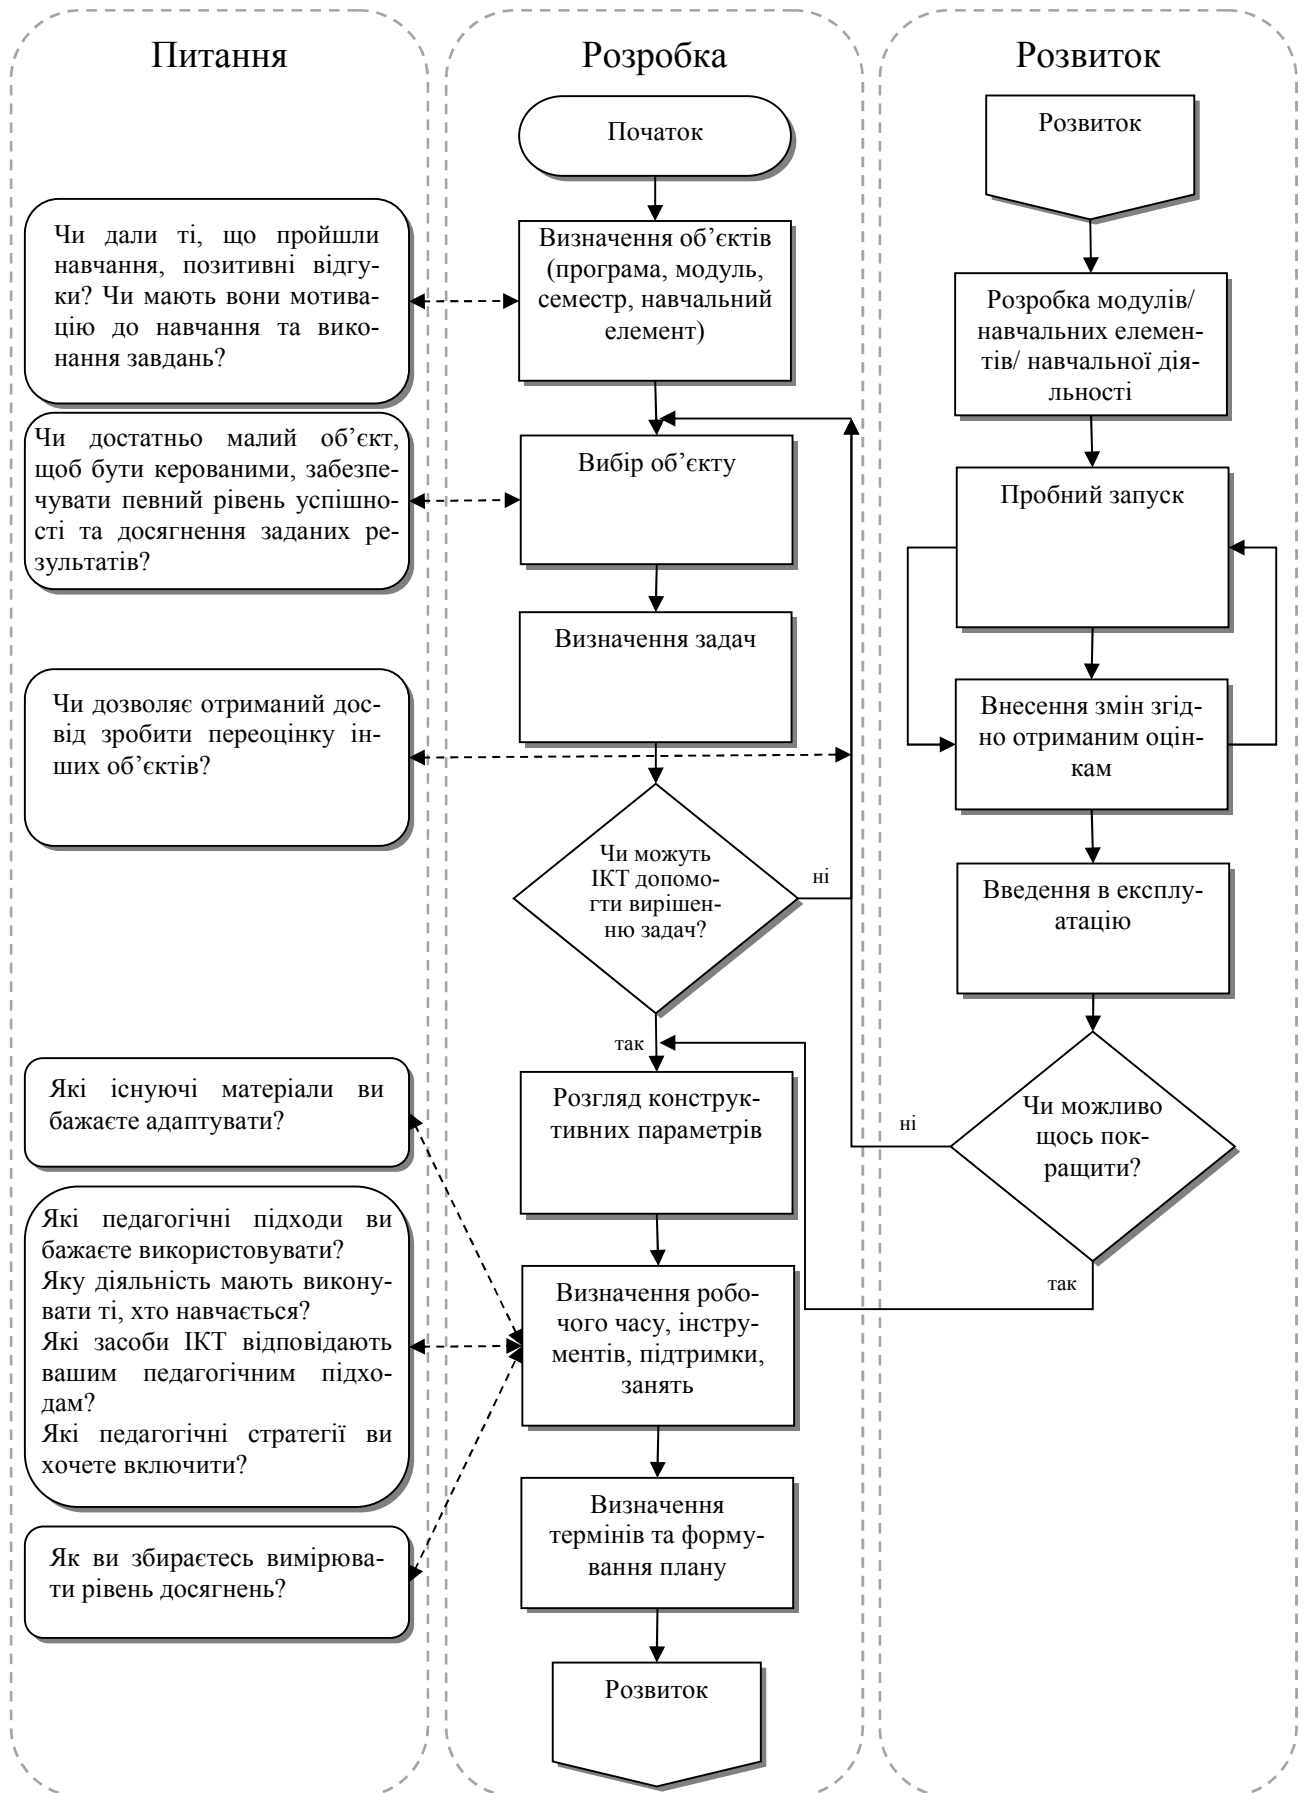 Питання
Чи дали ті, що пройшли
навчання, позитивні відгу-
ки? Чи мають вони мотива-
цію до навчання та вико-
нання завдань?
Чи достатньо малий об’єкт,
щоб бути керованими, забезпе-
чувати певний рівень успішно-
сті та досягнення заданих ре-
зультатів?
Чи дозволяє отриманий дос-
від зробити переоцінку ін-
ших об’єктів?
Які існуючі матеріали ви
бажаєте адаптувати?
Які педагогічні підходи ви
бажаєте використовувати?
Яку діяльність мають викону-
вати ті, хто навчається?
Які засоби ІКТ відповідають
вашим педагогічним підхо-
дам?
Які педагогічні стратегії ви
хочете включити?
Як ви збираєтесь вимірюва-
ти рівень досягнень?
Розробка
Початок
Визначення об’єктів
(програма, модуль,
семестр, навчальний
елемент)
Вибір об’єкту
Визначення задач
Чи можуть
ІКТ допомо-
гти вирішен-
ню задач?
ні
так
Розгляд конструк-
тивних параметрів
Визначення робо-
чого часу, інстру-
ментів, підтримки,
занять
Визначення
термінів та форму-
вання плану
Розвиток
Розвиток
Розвиток
Розробка модулів/
навчальних елемен-
тів/ навчальної дія-
льності
Пробний запуск
Внесення змін згід-
но отриманим оцін-
кам
Введення в експлу-
атацію
Чи можливо
щось пок-
ращити?
ні
так